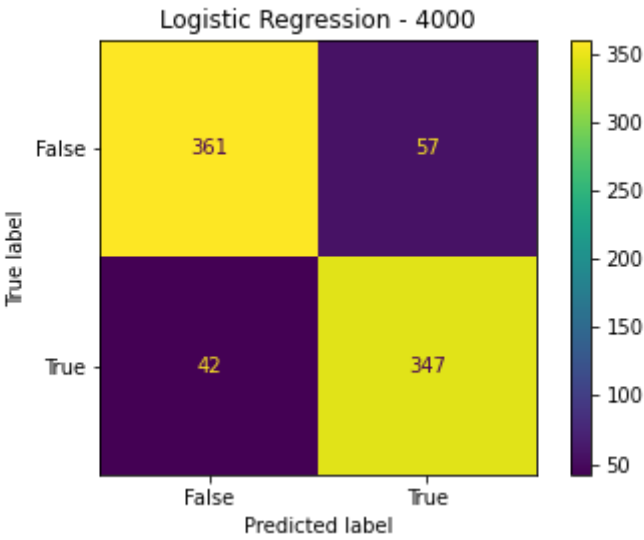 Logistic Regression - 4000
False
361
57
True
42
347
False
True
Predicted label
True label
350
300
250
200
150
100
50